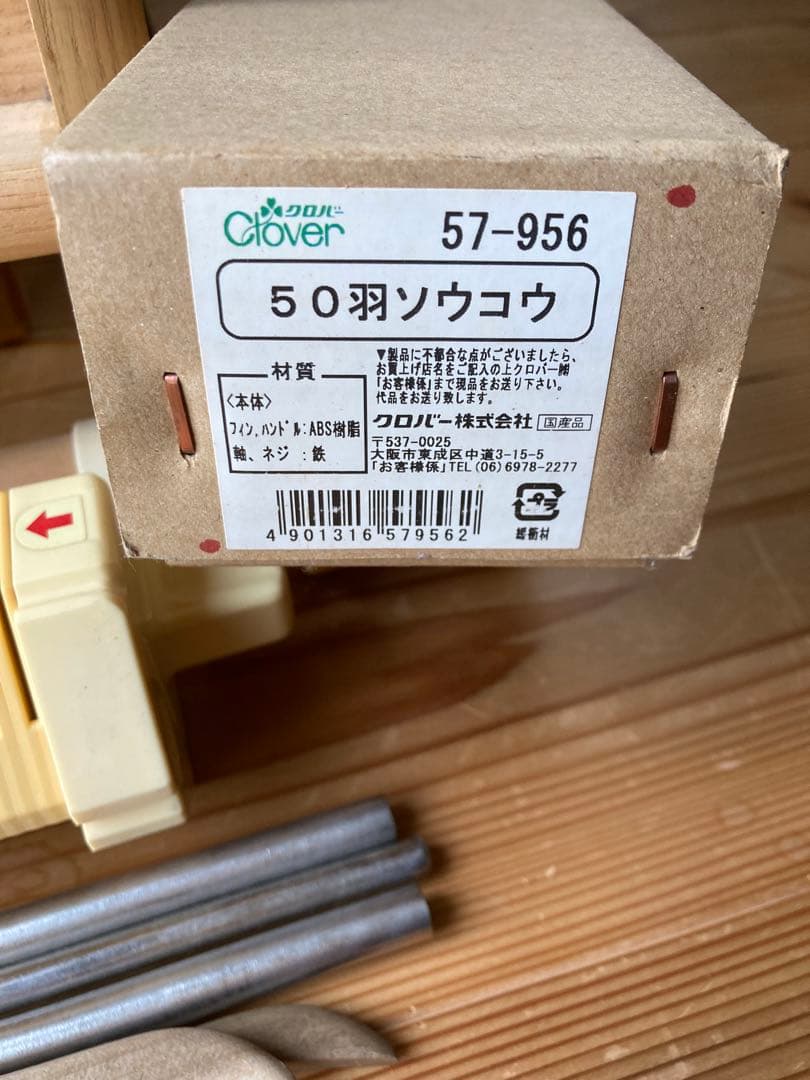 クロバー
Clover
57-956
50羽ソウコウ
材質
〈本体〉
フィン,ハンドル:ABS樹脂
軸、ネジ :鉄
▼製品に不都合な点がございましたら、
お買上げ店名をご記入の上クロバー㈱
「お客様係」まで現品をお送り下さい。
代品をお送り致します。
クロバー株式会社 国産品
〒537-0025
大阪市東成区中道3-15-5
「お客様係」TEL(06)6978-2277
4 901316 579562
プラ
緩衝材